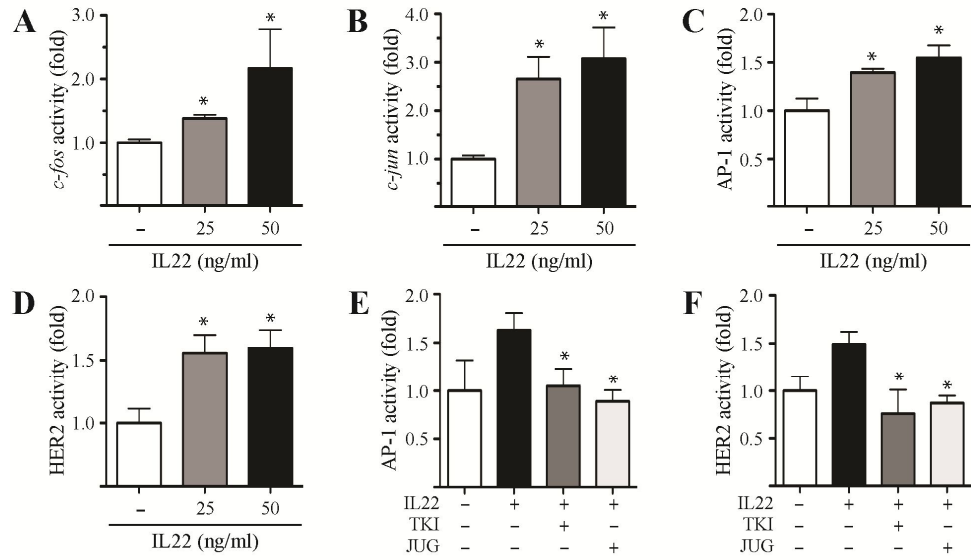 A
c-fos activity (fold)
3.0
2.0
1.0
*
*
– 25 50
IL22 (ng/ml)
B
c-jun activity (fold)
4.0
3.0
2.0
1.0
*
*
– 25 50
IL22 (ng/ml)
C
AP-1 activity (fold)
2.0
1.5
1.0
0.5
*
*
– 25 50
IL22 (ng/ml)
D
HER2 activity (fold)
2.0
1.5
1.0
*
*
– 25 50
IL22 (ng/ml)
E
AP-1 activity (fold)
2.0
1.5
1.0
0.5
*
*
IL22 – + + +
TKI – – + –
JUG – – – +
F
HER2 activity (fold)
2.0
1.5
1.0
0.5
*
*
IL22 – + + +
TKI – – + –
JUG – – – +